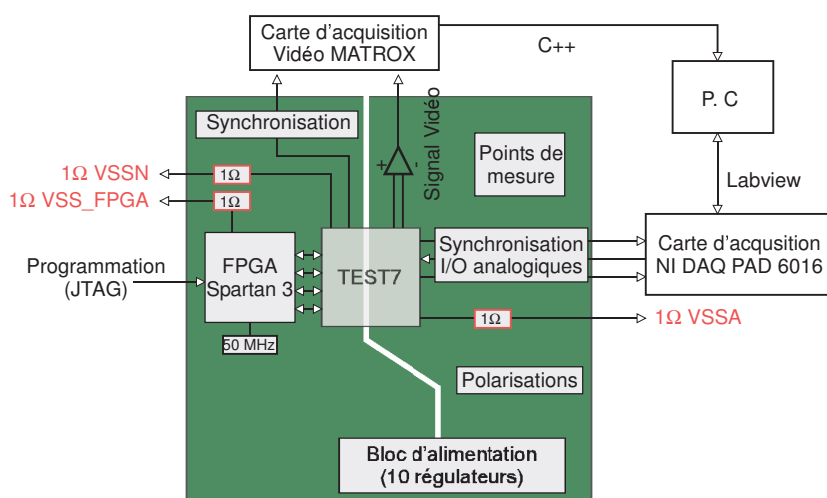 Carte d'acquisition
Vidéo MATROX
C++
P. C
Synchronisation
Signal Vidéo
+
-
Points de
mesure
1Ω VSSN
1Ω
1Ω VSS_FPGA
1Ω
Labview
FPGA
Spartan 3
TEST7
Synchronisation
I/O analogiques
Carte d'acqusition
NI DAQ PAD 6016
Programmation
(JTAG)
1Ω
1Ω VSSA
50 MHz
Polarisations
Bloc d'alimentation
(10 régulateurs)